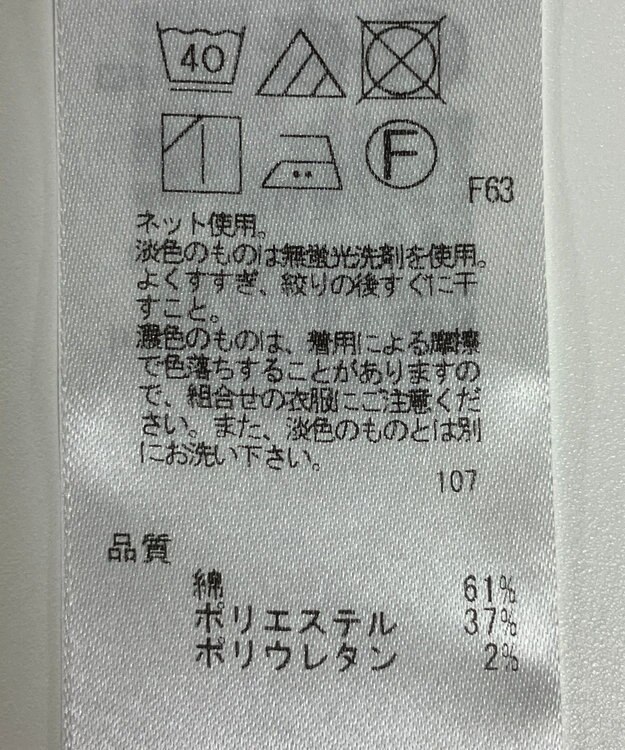 40
F
F63
ネット使用。
淡色のものは無蛍光洗剤を使用。
よくすすぎ、絞りの後すぐに干
すこと。
濃色のものは、着用による摩擦
で色落ちすることがありますの
で、組合せの衣服にご注意くだ
さい。また、淡色のものとは別
にお洗い下さい。
107
品質
綿 61%
ポリエステル 37%
ポリウレタン 2%